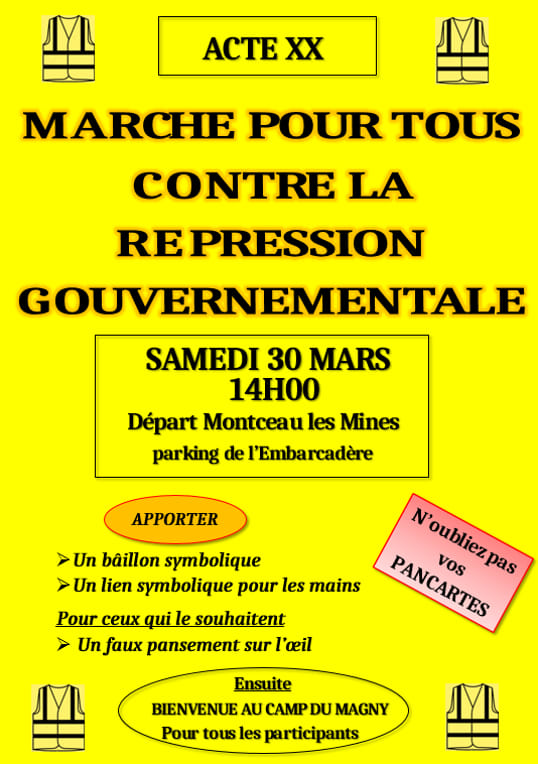 ACTE XX
MARCHE POUR TOUS
CONTRE LA
REPRESSION
GOUVERNEMENTALE
SAMEDI 30 MARS
14H00
Départ Montceau les Mines
parking de l'Embarcadère
APPORTER
➢Un bâillon symbolique
➢Un lien symbolique pour les mains
Pour ceux qui le souhaitent
➢ Un faux pansement sur l'œil
N'oubliez pas
vos
PANCARTES
Ensuite
BIENVENUE AU CAMP DU MAGNY
Pour tous les participants